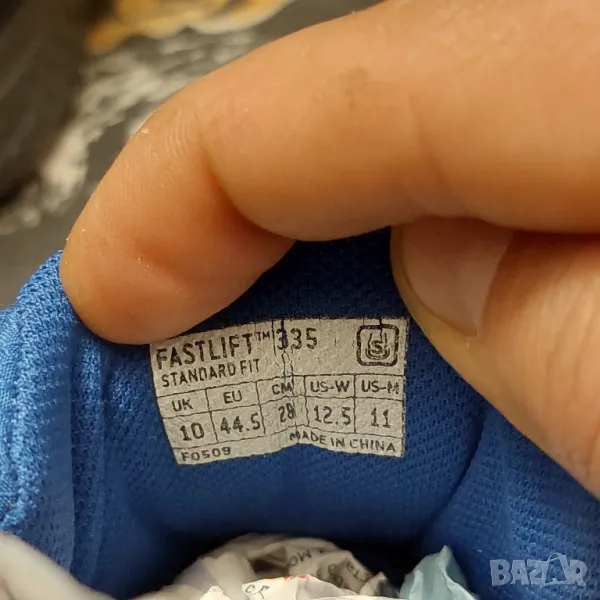 FASTLIFT™ 335
STANDARD FIT
S
UK EU CM US-W US-M
10 44.5 28 12.5 11
F0509 MADE IN CHINA
BAZAR